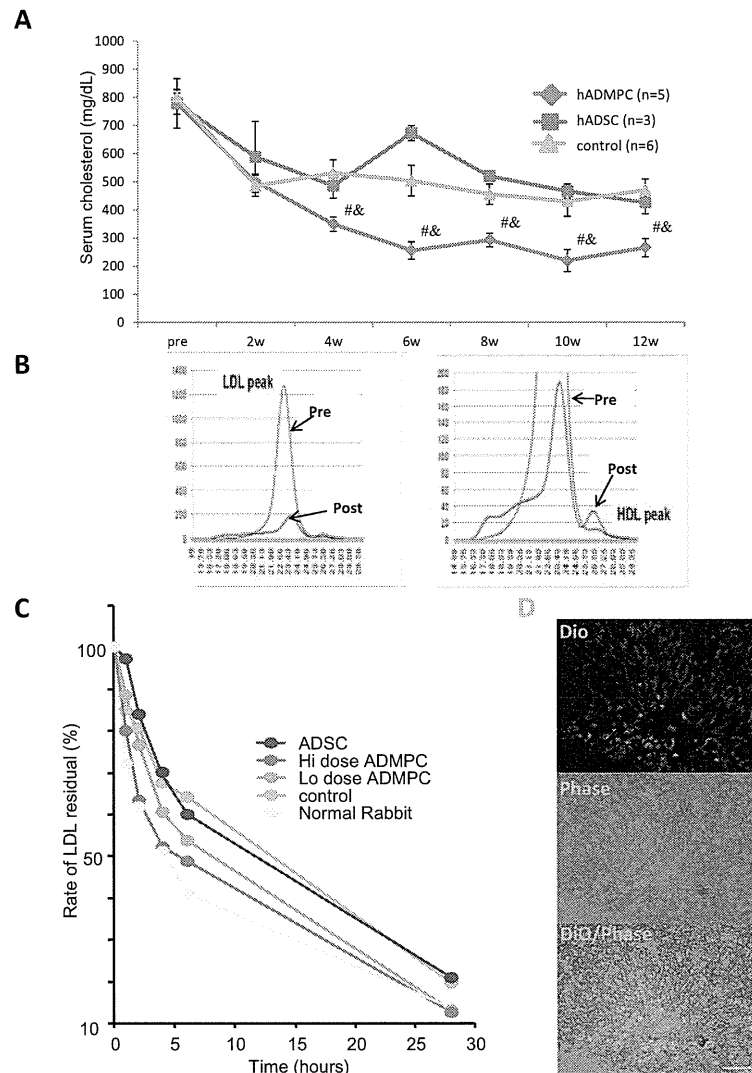 A
1000
900
800
700
600
500
400
300
200
100
0
Serum cholesterol (mg/dL)
hADMPC (n=5)
hADSC (n=3)
control (n=6)
#&
#&
#&
#&
#&
pre 2w 4w 6w 8w 10w 12w
B
LDL peak
Pre
Post
Pre
Post
HDL peak
C
100
50
10
Rate of LDL residual (%)
ADSC
Hi dose ADMPC
Lo dose ADMPC
control
Normal Rabbit
0 5 10 15 20 25 30
Time (hours)
D
Dio
Phase
DiO/Phase